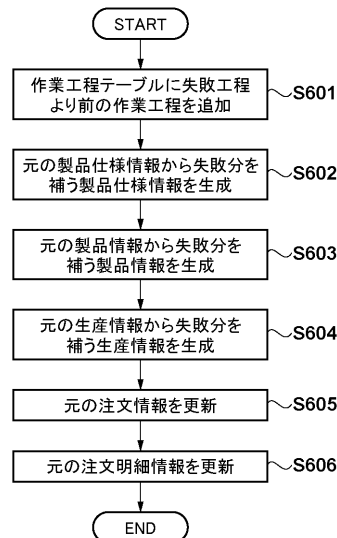 START
作業工程テーブルに失敗工程
より前の作業工程を追加
S601
元の製品仕様情報から失敗分を
補う製品仕様情報を生成
S602
元の製品情報から失敗分を
補う製品情報を生成
S603
元の生産情報から失敗分を
補う生産情報を生成
S604
元の注文情報を更新
S605
元の注文明細情報を更新
S606
END